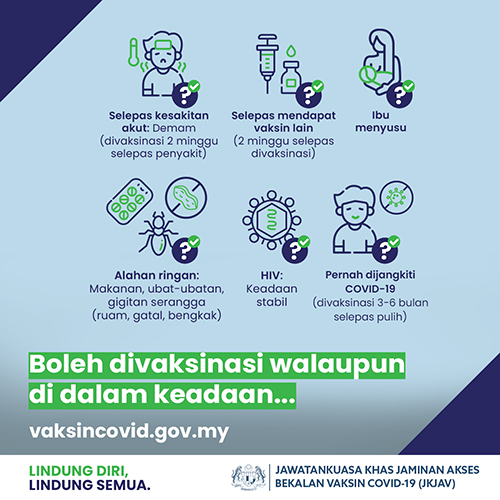 Selepas kesakitan
akut: Demam
(divaksinasi 2 minggu
selepas penyakit)
Selepas mendapat
vaksin lain
(2 minggu selepas
divaksinasi)
Ibu
menyusu
Alahan ringan:
Makanan, ubat-ubatan,
gigitan serangga
(ruam, gatal, bengkak)
HIV:
Keadaan
stabil
Pernah dijangkiti
COVID-19
(divaksinasi 3-6 bulan
selepas pulih)
Boleh divaksinasi walaupun
di dalam keadaan...
vaksincovid.gov.my
LINDUNG DIRI,
LINDUNG SEMUA.
JAWATANKUASA KHAS JAMINAN AKSES
BEKALAN VAKSIN COVID-19 (JKJAV)